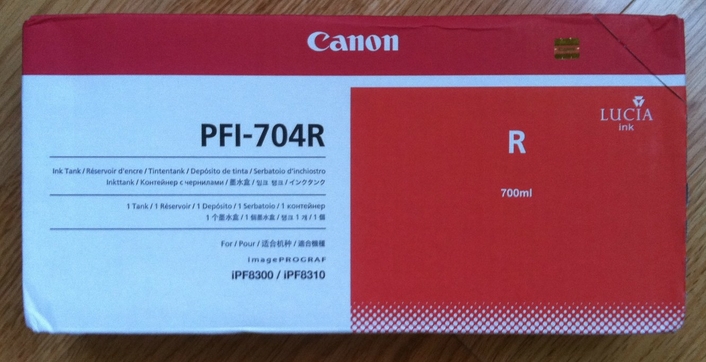 Canon
PFI-704R
Ink Tank / Réservoir d'encre / Tintentank / Depósito de tinta / Serbatoio d'inchiostro
Inkttank / Контейнер с чернилами / 墨水盒 / 잉크 탱크 / インクタンク
1 Tank / 1 Réservoir / 1 Depósito / 1 Serbatoio / 1 контейнер
1 个墨水盒 / 1 個墨水盒 / 탱크 1 개 / 1 個
For / Pour / 适合机种 / 適合機種
imagePROGRAF
iPF8300 / iPF8310
R
700ml
LUCIA
ink